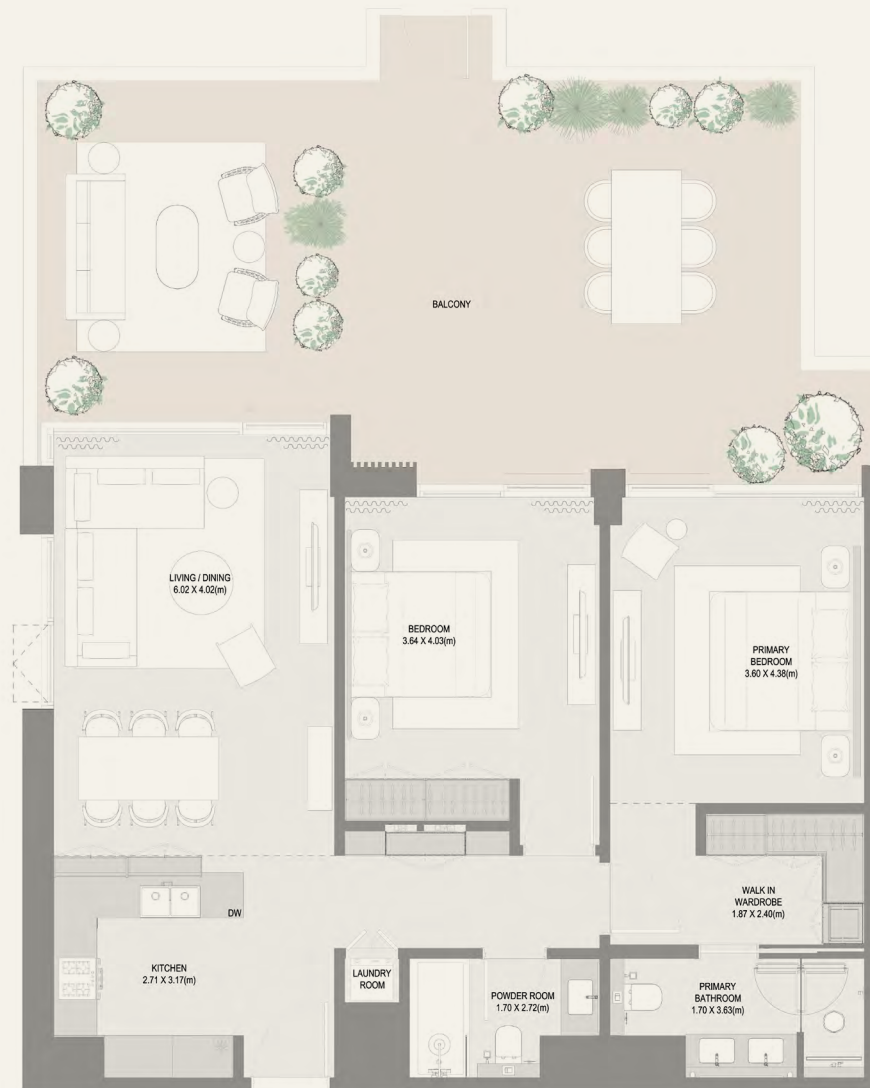 BALCONY
LIVING / DINING
6.02 X 4.02(m)
BEDROOM
3.64 X 4.03(m)
PRIMARY
BEDROOM
3.60 X 4.38(m)
WALK IN
WARDROBE
1.87 X 2.40(m)
DW
KITCHEN
2.71 X 3.17(m)
LAUNDRY
ROOM
POWDER ROOM
1.70 X 2.72(m)
PRIMARY
BATHROOM
1.70 X 3.63(m)